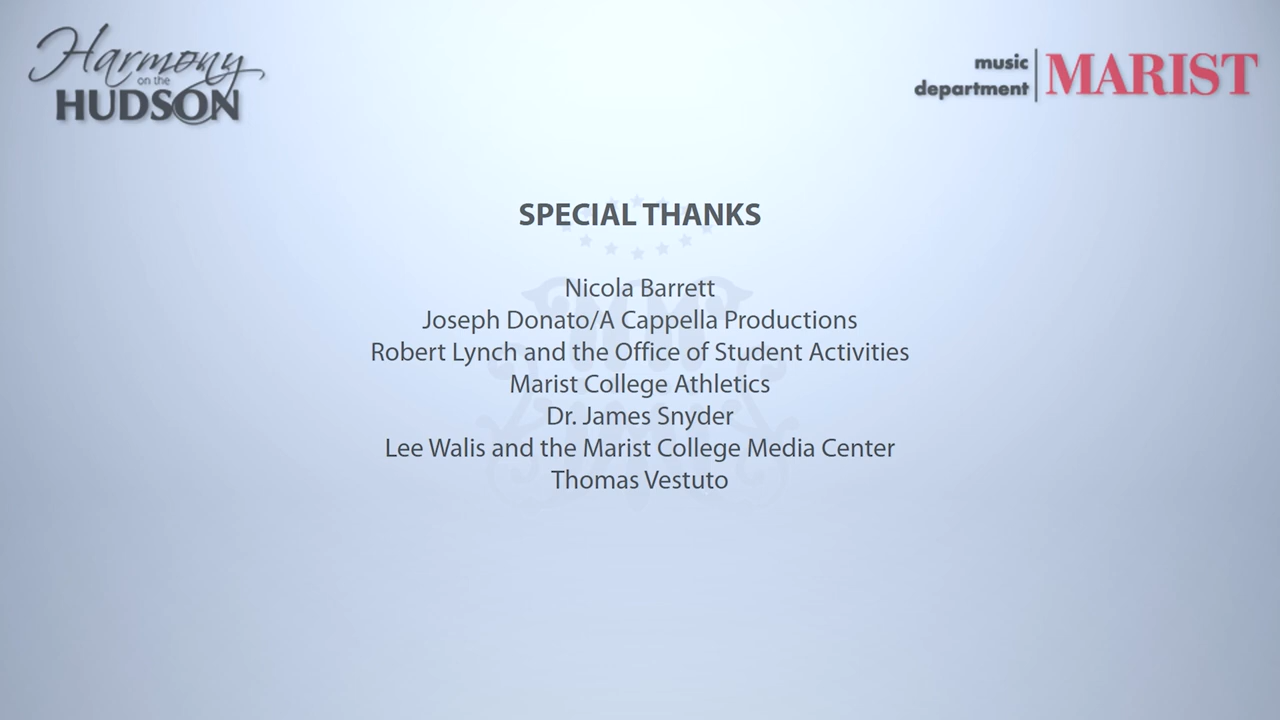 Harmony
on the
HUDSON
music
department
MARIST
SPECIAL THANKS
Nicola Barrett
Joseph Donato/A Cappella Productions
Robert Lynch and the Office of Student Activities
Marist College Athletics
Dr. James Snyder
Lee Walis and the Marist College Media Center
Thomas Vestuto